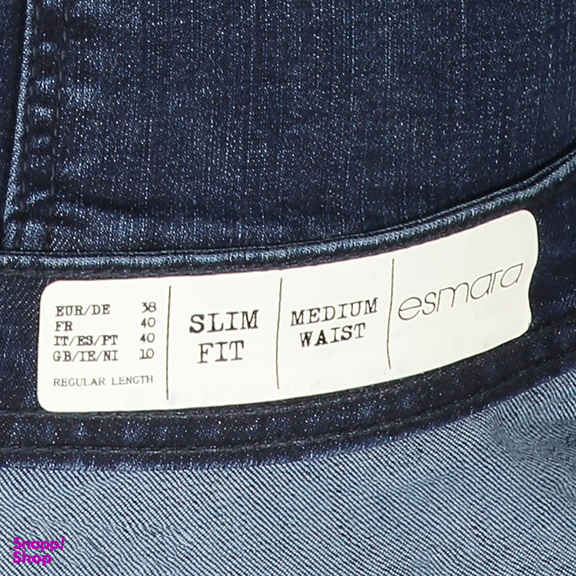 EUR/DE 38
FR 40
IT/ES/PT 40
GB/IE/NI 10
REGULAR LENGTH
SLIM
FIT
MEDIUM
WAIST
esmara
Snapp!
Shop